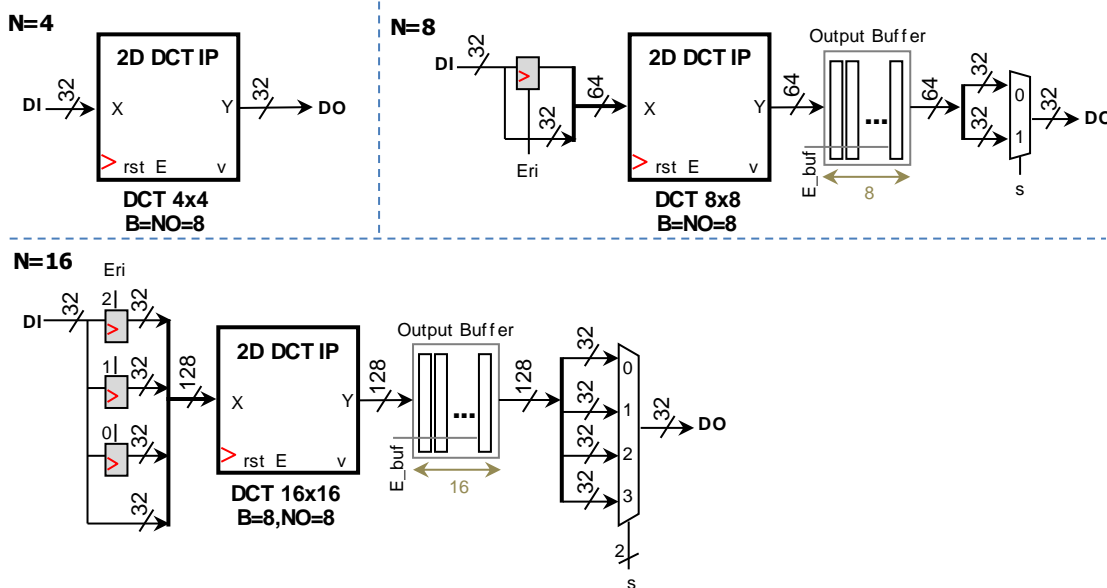 N=4
2D DCT IP
DI
32
X
Y
32
DO
rst E
v
DCT 4x4
B=NO=8
N=8
DI
32
32
Eri
64
2D DCT IP
X
Y
rst E
v
DCT 8x8
B=NO=8
64
Output Buffer
...
E_buf
8
64
32
32
0
1
s
32
DO
N=16
Eri
DI
32
2
32
1
32
0
32
32
128
2D DCT IP
X
Y
rst E
v
DCT 16x16
B=8,NO=8
128
Output Buffer
...
E_buf
16
128
32
32
32
32
0
1
2
3
2
s
32
DO